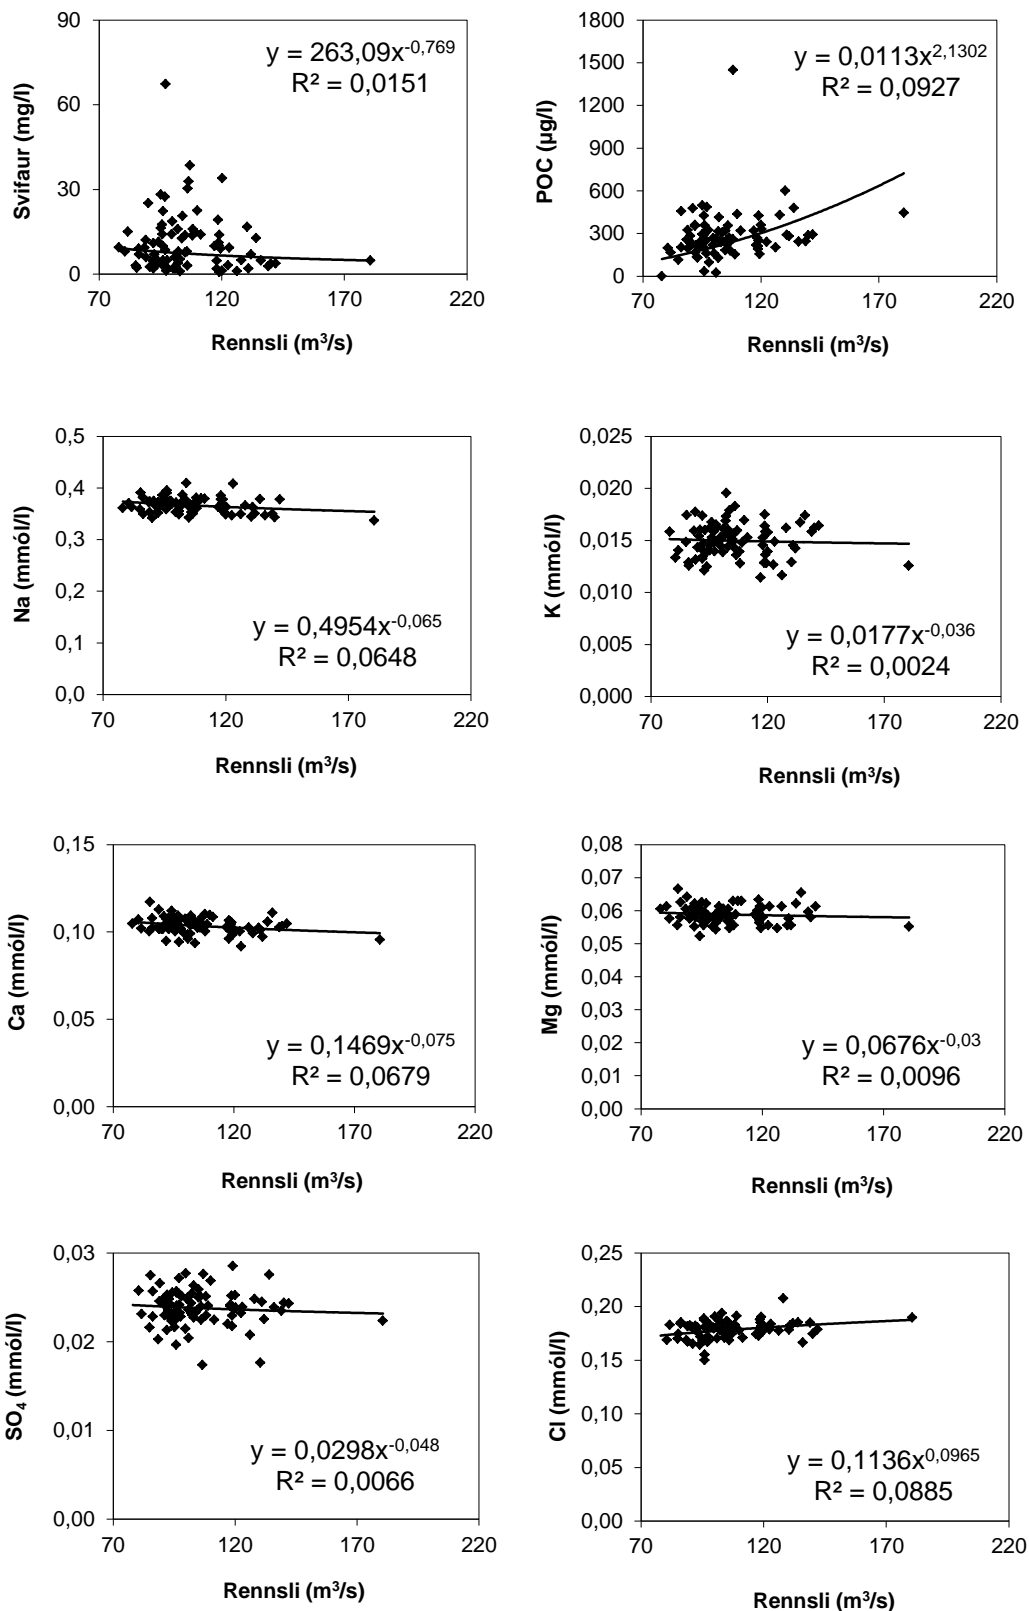 90
60
30
0
Svifaur (mg/l)
y = 263,09x^-0,769
R² = 0,0151
70 120 170 220
Rennsli (m³/s)
1800
1500
1200
900
600
300
0
POC (µg/l)
y = 0,0113x^2,1302
R² = 0,0927
70 120 170 220
Rennsli (m³/s)
0,5
0,4
0,3
0,2
0,1
0,0
Na (mmól/l)
y = 0,4954x^-0,065
R² = 0,0648
70 120 170 220
Rennsli (m³/s)
0,025
0,020
0,015
0,010
0,005
0,000
K (mmól/l)
y = 0,0177x^-0,036
R² = 0,0024
70 120 170 220
Rennsli (m³/s)
0,15
0,10
0,05
0,00
Ca (mmól/l)
y = 0,1469x^-0,075
R² = 0,0679
70 120 170 220
Rennsli (m³/s)
0,08
0,07
0,06
0,05
0,04
0,03
0,02
0,01
0,00
Mg (mmól/l)
y = 0,0676x^-0,03
R² = 0,0096
70 120 170 220
Rennsli (m³/s)
0,03
0,02
0,01
0,00
SO₄ (mmól/l)
y = 0,0298x^-0,048
R² = 0,0066
70 120 170 220
Rennsli (m³/s)
0,25
0,20
0,15
0,10
0,05
0,00
Cl (mmól/l)
y = 0,1136x^0,0965
R² = 0,0885
70 120 170 220
Rennsli (m³/s)